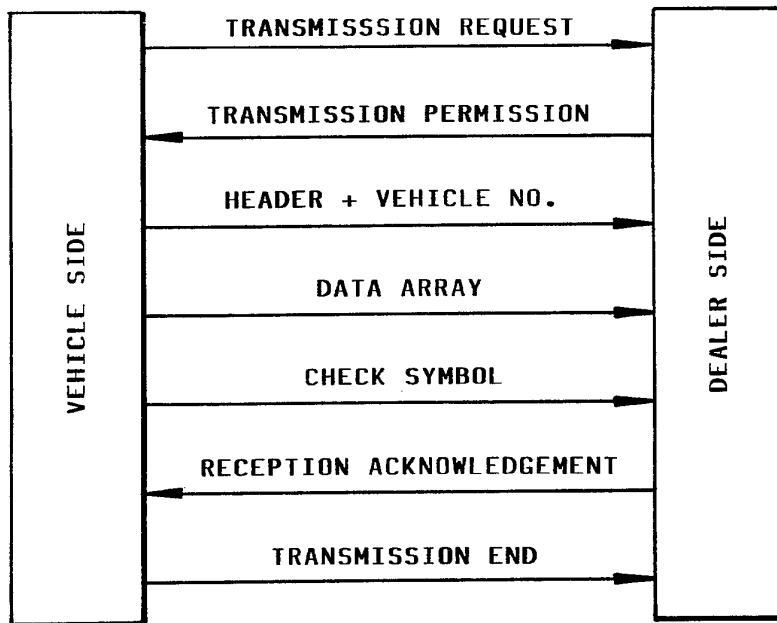 TRANSMISSSION REQUEST
TRANSMISSION PERMISSION
HEADER + VEHICLE NO.
DATA ARRAY
CHECK SYMBOL
RECEPTION ACKNOWLEDGEMENT
TRANSMISSION END
VEHICLE SIDE
DEALER SIDE